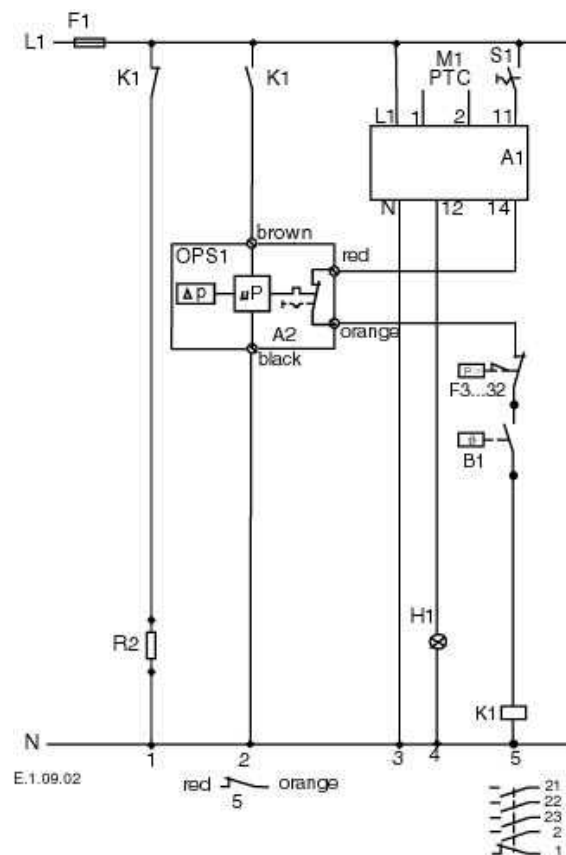 F1
L1
K1
K1
M1
PTC
S1
L1 1 2 11
A1
N 12 14
brown
OPS1
red
Δp
μP
orange
A2
black
F3...32
B1
H1
R2
K1
N
1 2 3 4 5
E.1.09.02
red orange
5
21
22
23
2
1